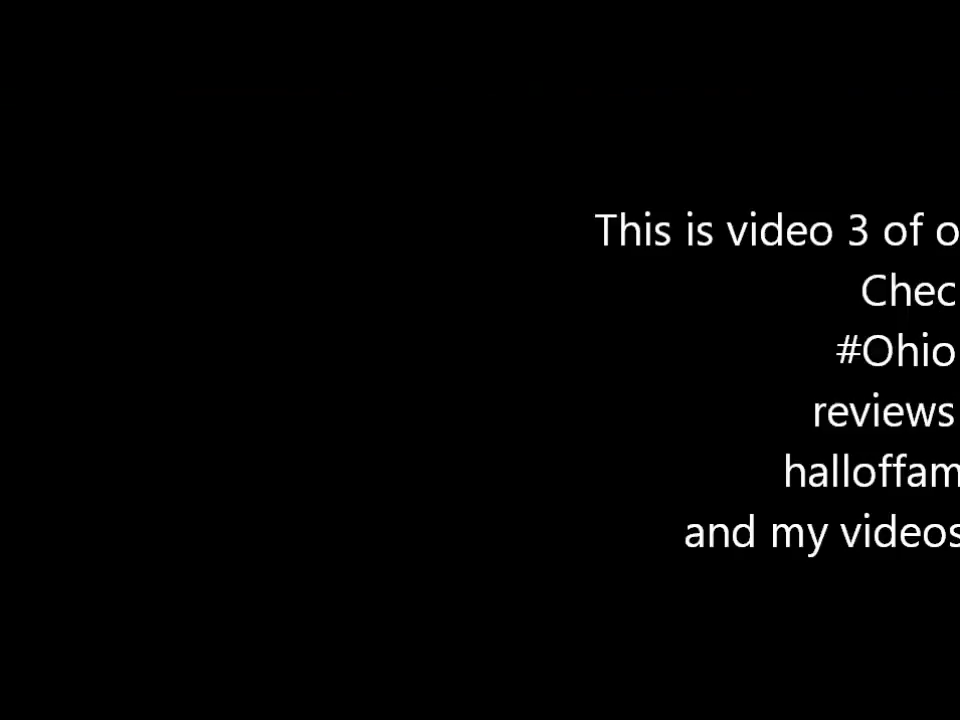 This is video 3 of o
Chec
#Ohio
reviews
halloffam
and my videos